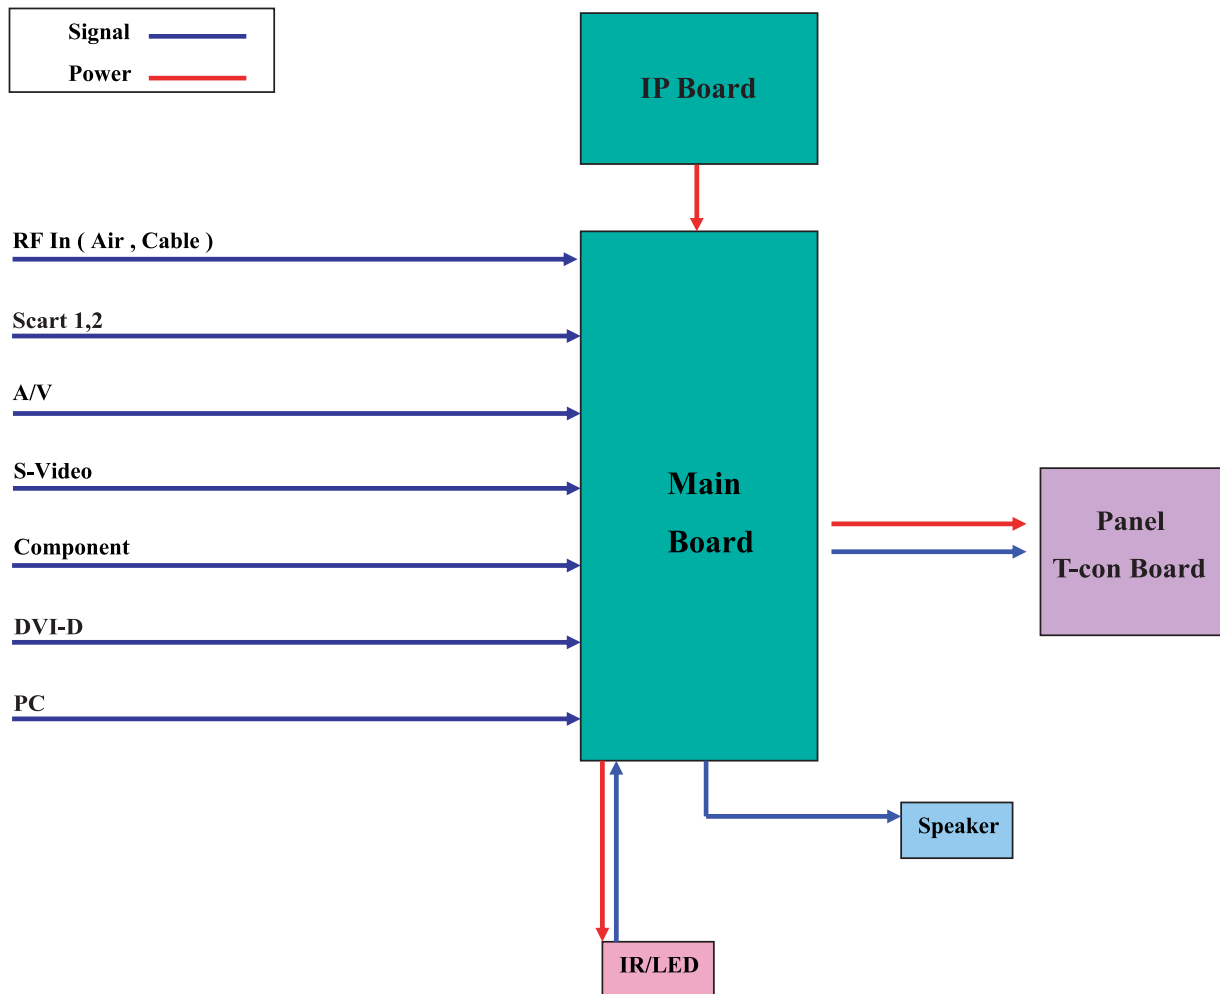 Signal
Power
IP Board
RF In ( Air , Cable )
Scart 1,2
A/V
S-Video
Component
DVI-D
PC
Main
Board
Panel
T-con Board
Speaker
IR/LED